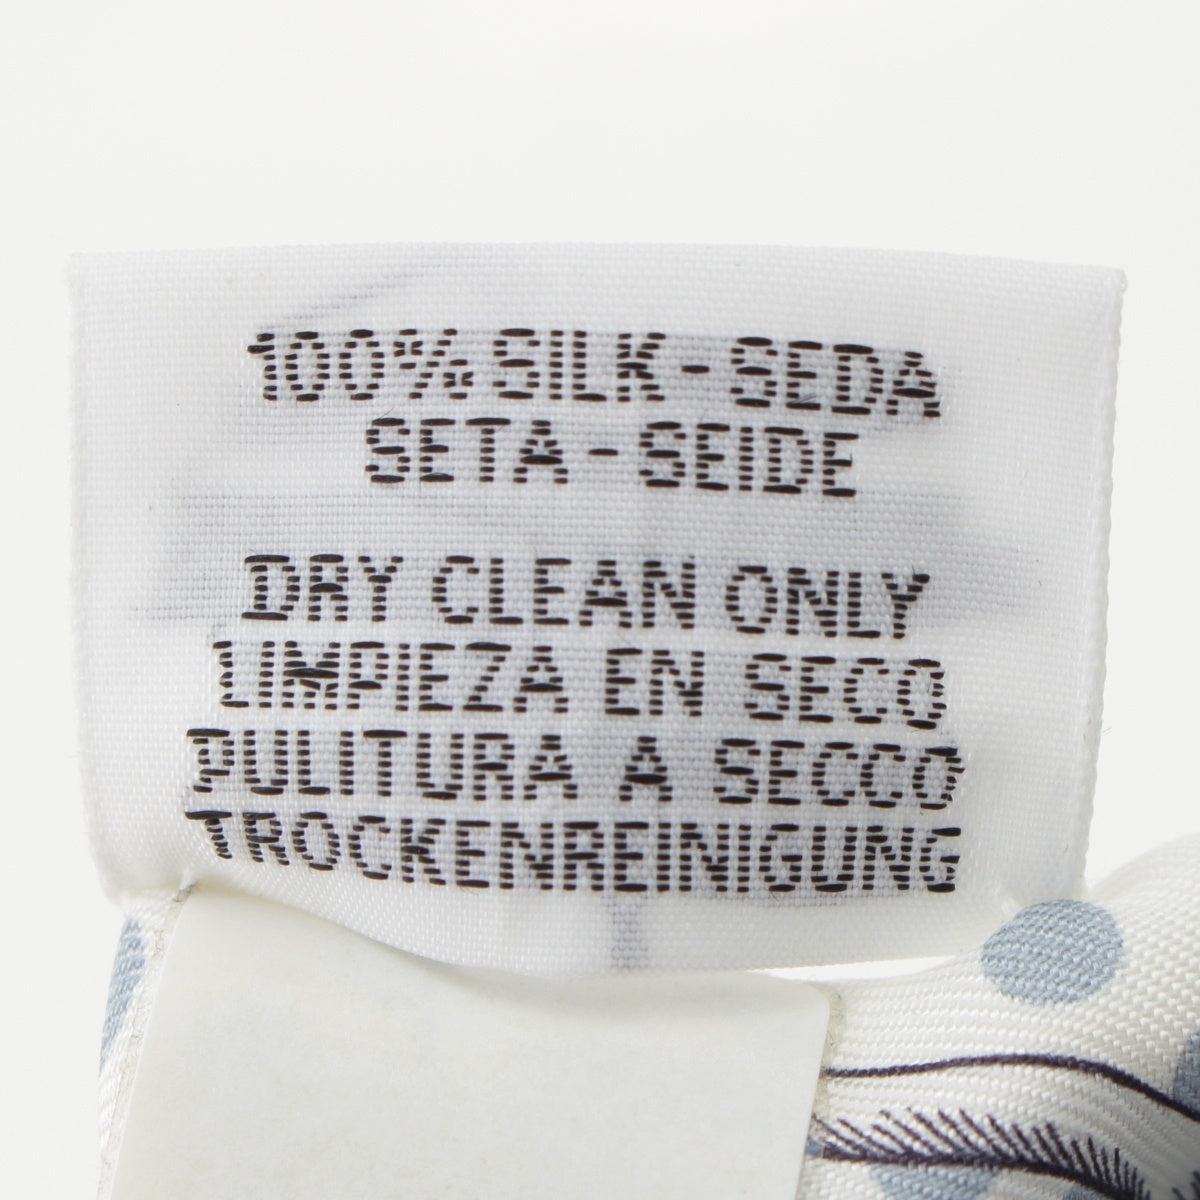 100% SILK - SEDA
SETA - SEIDE
DRY CLEAN ONLY
LIMPIEZA EN SECO
PULITURA A SECCO
TROCKENREINIGUNG